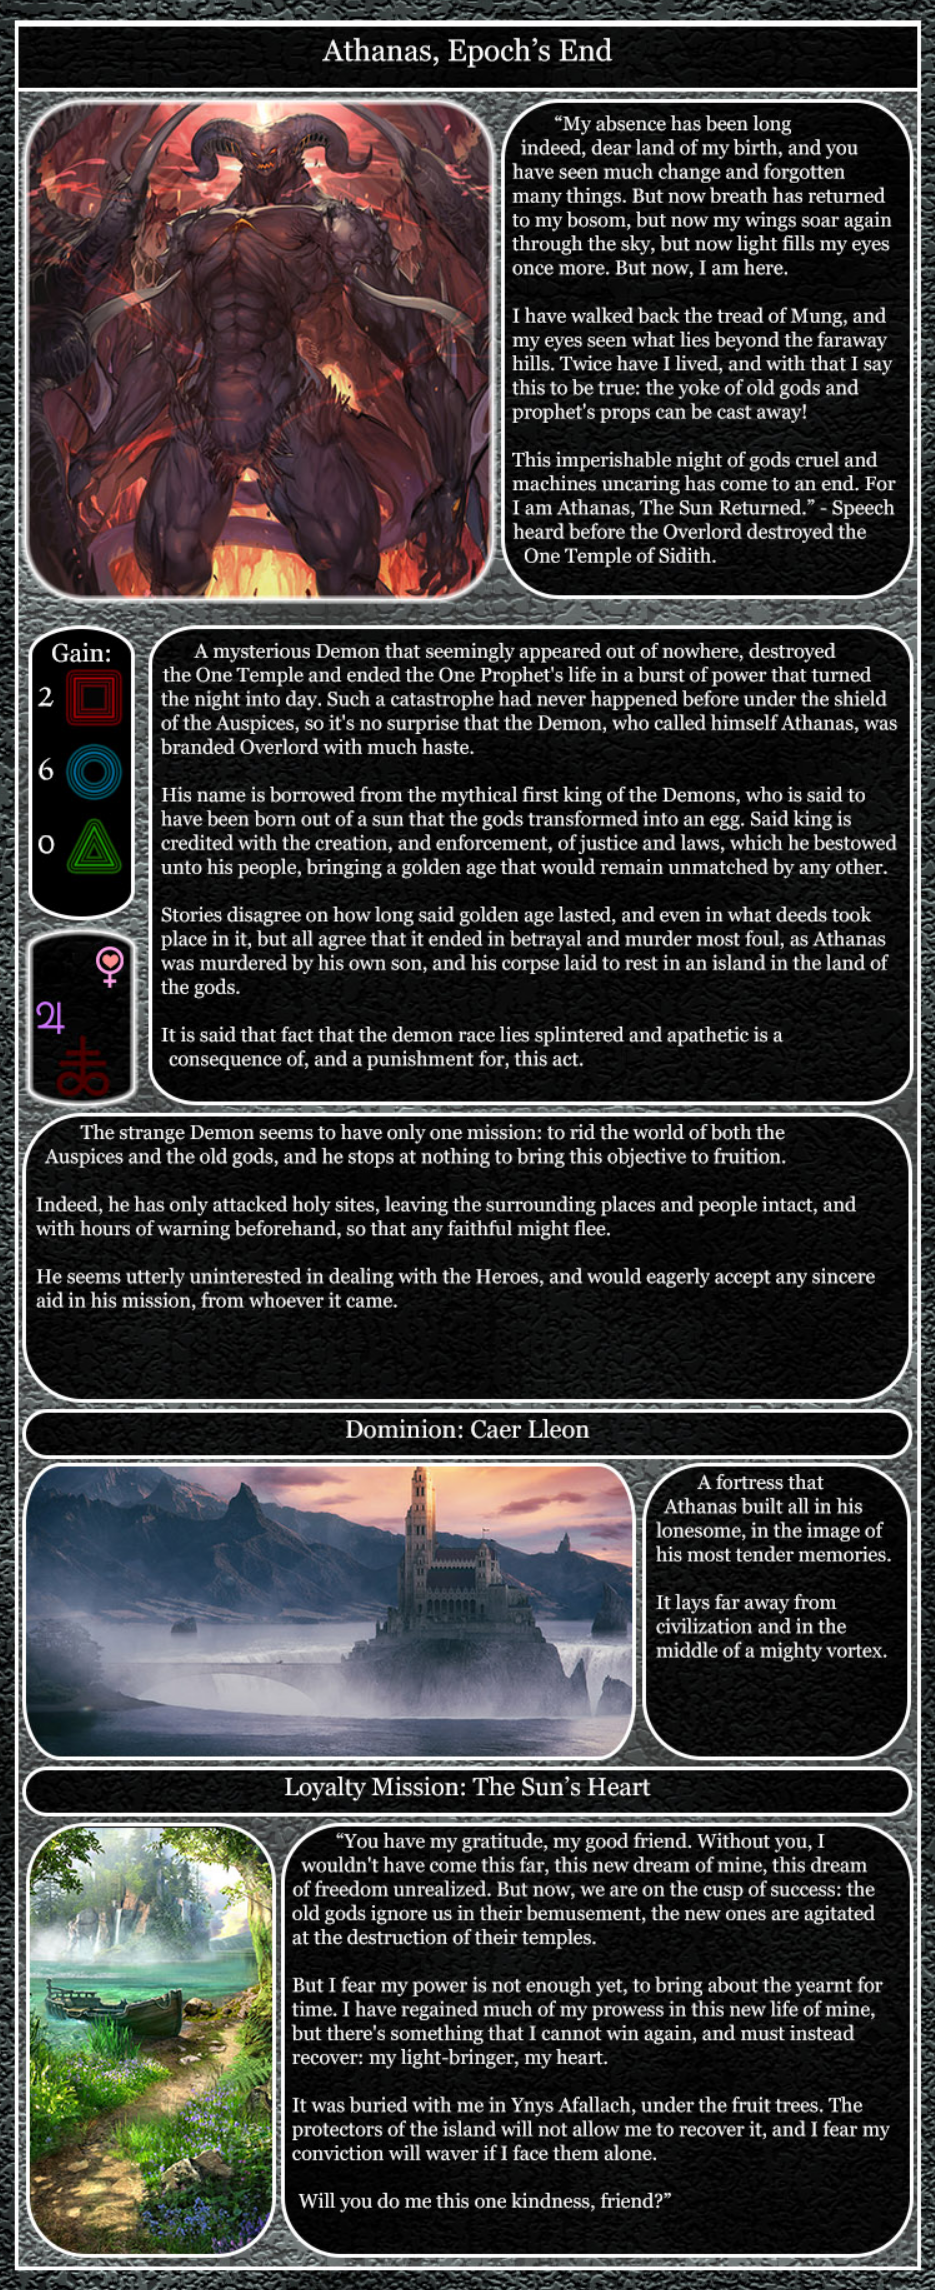 Athanas, Epoch’s End
“My absence has been long
indeed, dear land of my birth, and you
have seen much change and forgotten
many things. But now breath has returned
to my bosom, but now my wings soar again
through the sky, but now light fills my eyes
once more. But now, I am here.
I have walked back the tread of Mung, and
my eyes seen what lies beyond the faraway
hills. Twice have I lived, and with that I say
this to be true: the yoke of old gods and
prophet's props can be cast away!
This imperishable night of gods cruel and
machines uncaring has come to an end. For
I am Athanas, The Sun Returned.” - Speech
heard before the Overlord destroyed the
One Temple of Sidith.
Gain:
2
6
0
A mysterious Demon that seemingly appeared out of nowhere, destroyed
the One Temple and ended the One Prophet's life in a burst of power that turned
the night into day. Such a catastrophe had never happened before under the shield
of the Auspices, so it's no surprise that the Demon, who called himself Athanas, was
branded Overlord with much haste.
His name is borrowed from the mythical first king of the Demons, who is said to
have been born out of a sun that the gods transformed into an egg. Said king is
credited with the creation, and enforcement, of justice and laws, which he bestowed
unto his people, bringing a golden age that would remain unmatched by any other.
Stories disagree on how long said golden age lasted, and even in what deeds took
place in it, but all agree that it ended in betrayal and murder most foul, as Athanas
was murdered by his own son, and his corpse laid to rest in an island in the land of
the gods.
It is said that fact that the demon race lies splintered and apathetic is a
consequence of, and a punishment for, this act.
The strange Demon seems to have only one mission: to rid the world of both the
Auspices and the old gods, and he stops at nothing to bring this objective to fruition.
Indeed, he has only attacked holy sites, leaving the surrounding places and people intact, and
with hours of warning beforehand, so that any faithful might flee.
He seems utterly uninterested in dealing with the Heroes, and would eagerly accept any sincere
aid in his mission, from whoever it came.
Dominion: Caer Lleon
A fortress that
Athanas built all in his
lonesome, in the image of
his most tender memories.
It lays far away from
civilization and in the
middle of a mighty vortex.
Loyalty Mission: The Sun’s Heart
“You have my gratitude, my good friend. Without you, I
wouldn't have come this far, this new dream of mine, this dream
of freedom unrealized. But now, we are on the cusp of success: the
old gods ignore us in their bemusement, the new ones are agitated
at the destruction of their temples.
But I fear my power is not enough yet, to bring about the yearnt for
time. I have regained much of my prowess in this new life of mine,
but there's something that I cannot win again, and must instead
recover: my light-bringer, my heart.
It was buried with me in Ynys Afallach, under the fruit trees. The
protectors of the island will not allow me to recover it, and I fear my
conviction will waver if I face them alone.
Will you do me this one kindness, friend?”